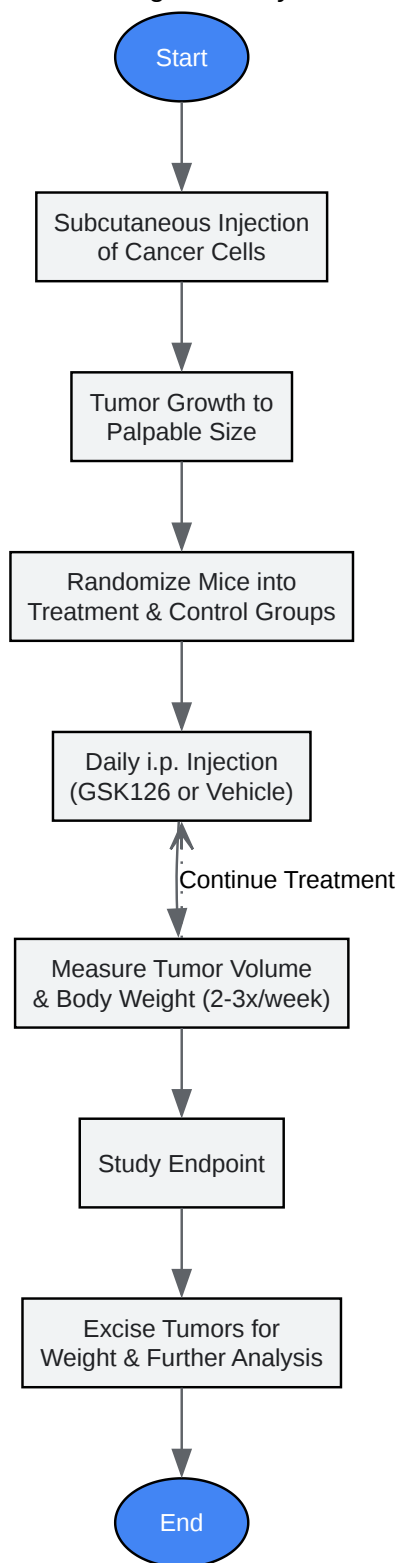 Start
Subcutaneous Injection
of Cancer Cells
Tumor Growth to
Palpable Size
Randomize Mice into
Treatment & Control Groups
Daily i.p. Injection
(GSK126 or Vehicle)
Continue Treatment
Measure Tumor Volume
& Body Weight (2-3x/week)
Study Endpoint
Excise Tumors for
Weight & Further Analysis
End